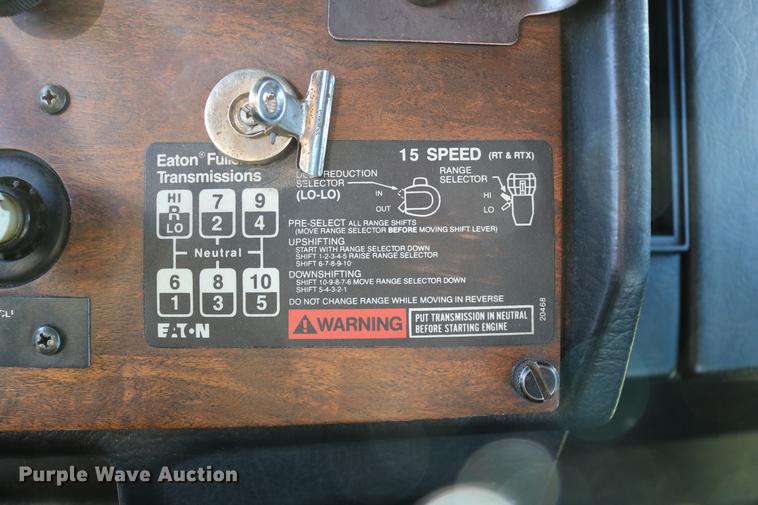 Eaton® Fuller
Transmissions
15 SPEED (RT & RTX)
HI
R
LO
7
2
9
4
Neutral
6
1
8
3
10
5
EATON
REDUCTION
SELECTOR
(LO-LO)
IN
OUT
RANGE
SELECTOR
HI
LO
PRE-SELECT ALL RANGE SHIFTS
(MOVE RANGE SELECTOR BEFORE MOVING SHIFT LEVER)
UPSHIFTING
START WITH RANGE SELECTOR DOWN
SHIFT 1-2-3-4-5 RAISE RANGE SELECTOR
SHIFT 6-7-8-9-10
DOWNSHIFTING
SHIFT 10-9-8-7-6 MOVE RANGE SELECTOR DOWN
SHIFT 5-4-3-2-1
DO NOT CHANGE RANGE WHILE MOVING IN REVERSE
WARNING
PUT TRANSMISSION IN NEUTRAL
BEFORE STARTING ENGINE
20468
Purple Wave Auction